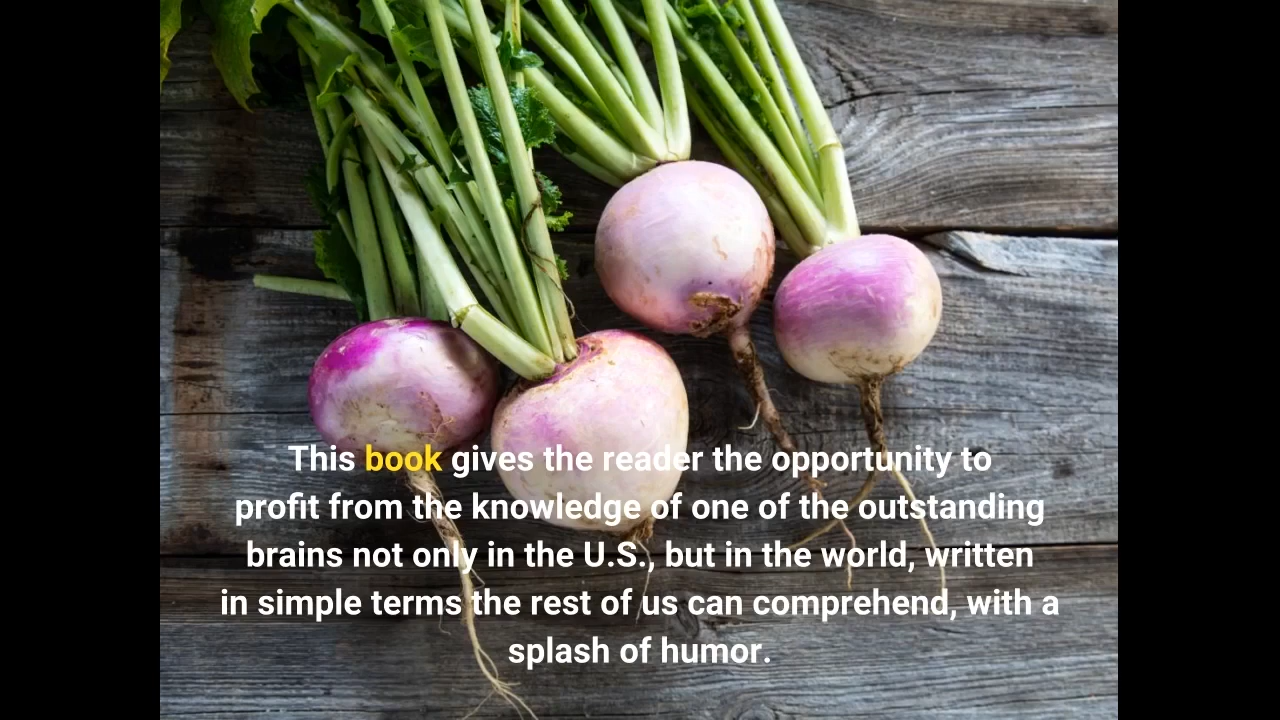 This book gives the reader the opportunity to
profit from the knowledge of one of the outstanding
brains not only in the U.S., but in the world, written
in simple terms the rest of us can comprehend, with a
splash of humor.